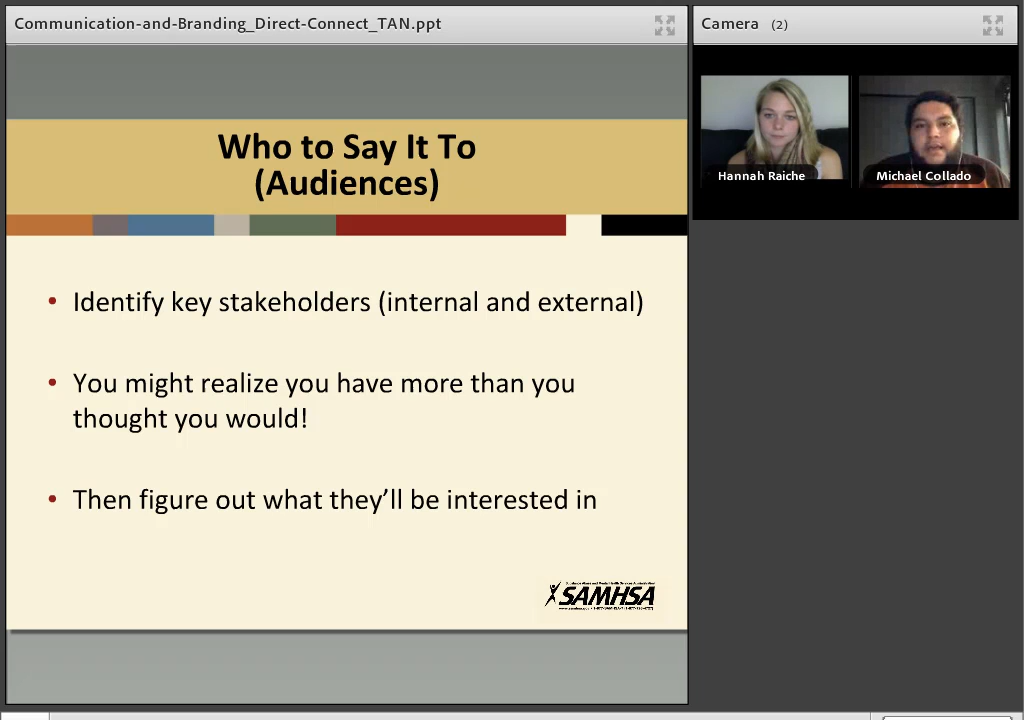 Communication-and-Branding_Direct-Connect_TAN.ppt
Camera (2)
Hannah Raiche
Michael Collado
Who to Say It To
(Audiences)
• Identify key stakeholders (internal and external)
• You might realize you have more than you
thought you would!
• Then figure out what they’ll be interested in
SAMHSA